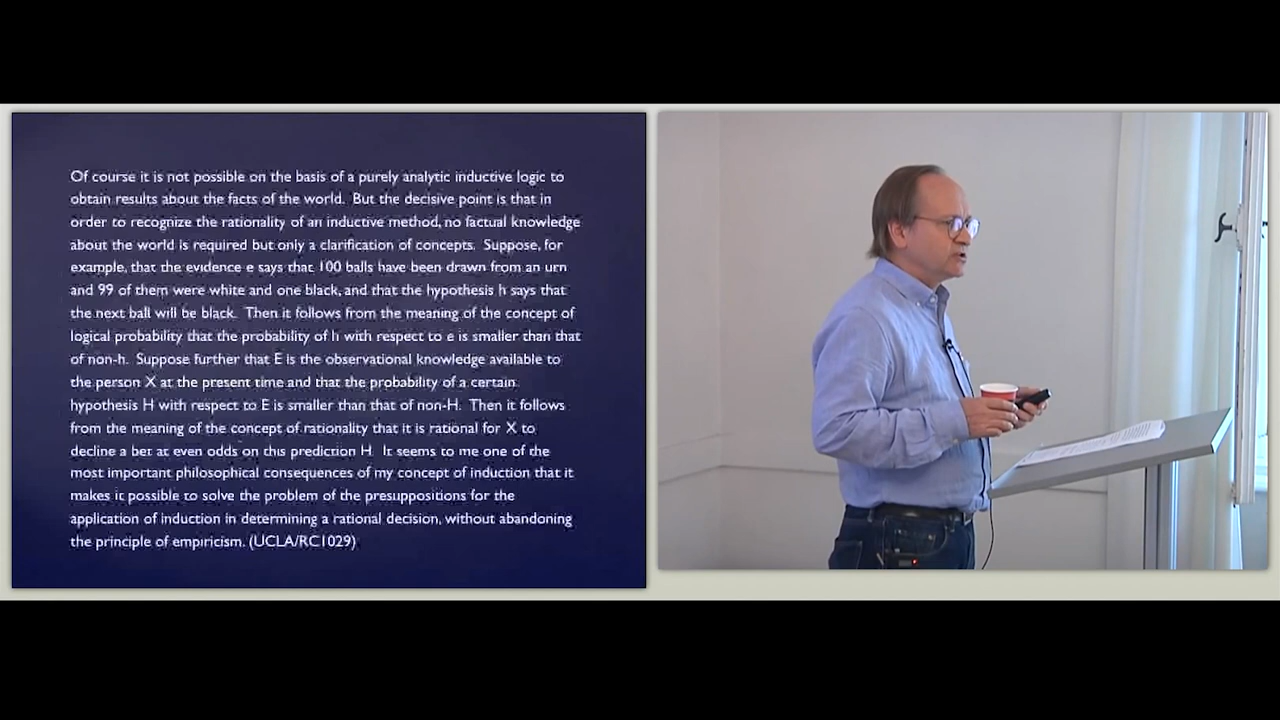 Of course it is not possible on the basis of a purely analytic inductive logic to
obtain results about the facts of the world.  But the decisive point is that in
order to recognize the rationality of an inductive method, no factual knowledge
about the world is required but only a clarification of concepts.  Suppose, for
example, that the evidence e says that 100 balls have been drawn from an urn
and 99 of them were white and one black, and that the hypothesis h says that
the next ball will be black.  Then it follows from the meaning of the concept of
logical probability that the probability of h with respect to e is smaller than that
of non-h.  Suppose further that E is the observational knowledge available to
the person X at the present time and that the probability of a certain
hypothesis H with respect to E is smaller than that of non-H.  Then it follows
from the meaning of the concept of rationality that it is rational for X to
decline a bet at even odds on this prediction H.  It seems to me one of the
most important philosophical consequences of my concept of induction that it
makes it possible to solve the problem of the presuppositions for the
application of induction in determining a rational decision, without abandoning
the principle of empiricism. (UCLA/RC1029)